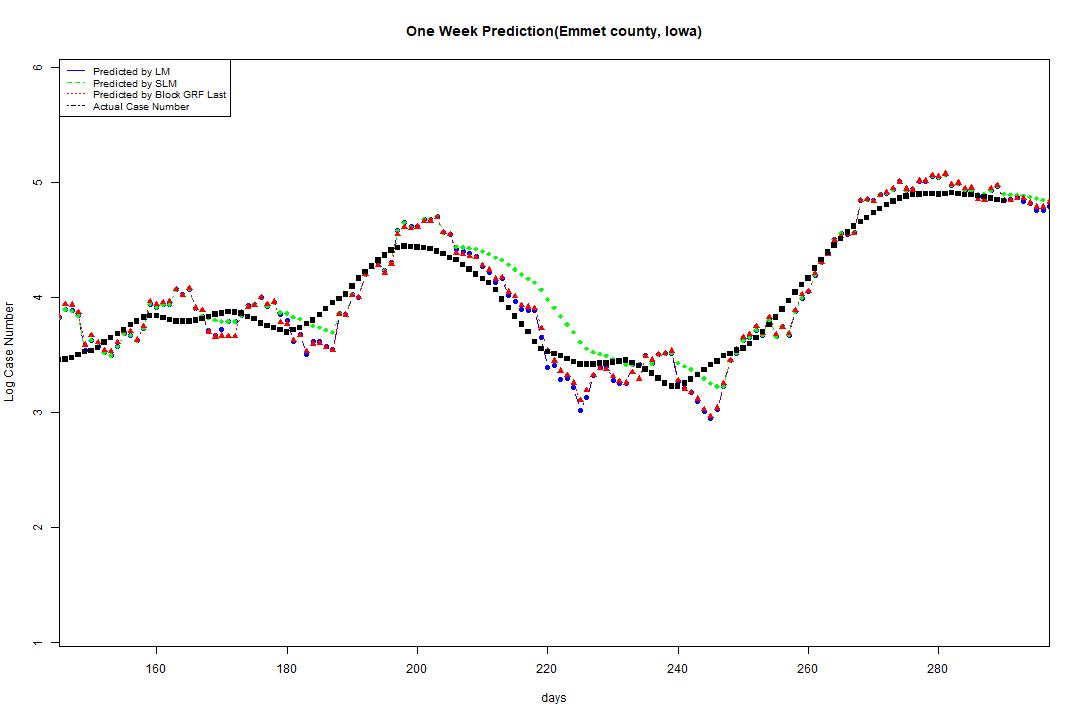 One Week Prediction(Emmet county, Iowa)
Predicted by LM
Predicted by SLM
Predicted by Block GRF Last
Actual Case Number
Log Case Number
6
5
4
3
2
1
160 180 200 220 240 260 280
days